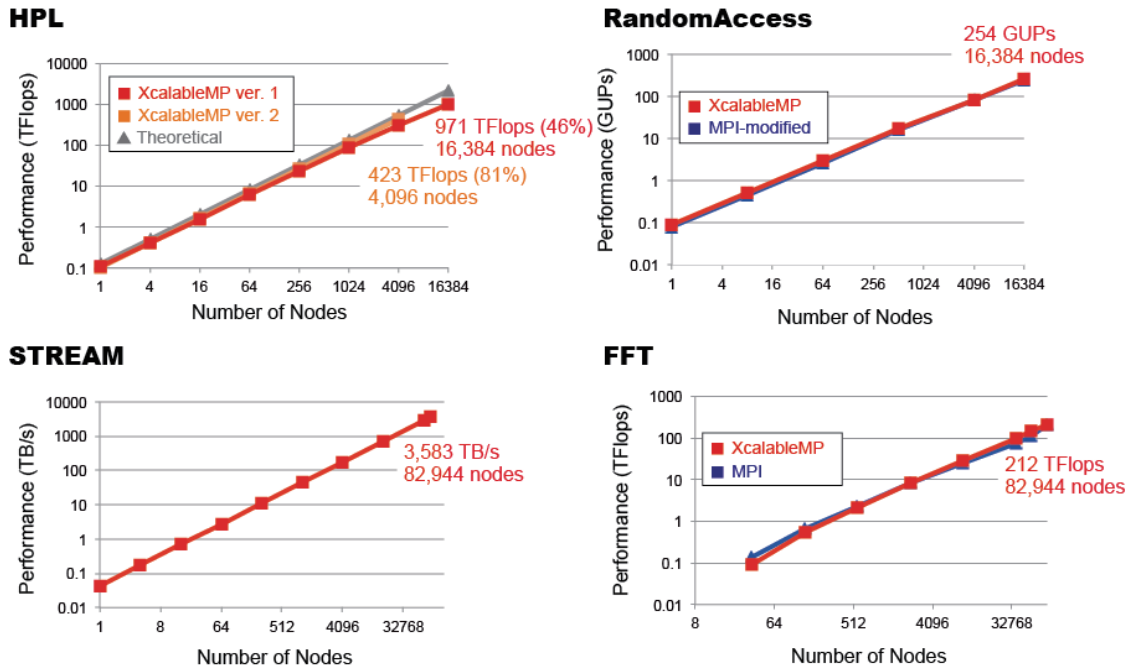 HPL
Performance (TFlops)
10000
1000
100
10
1
0.1
XcalableMP ver. 1
XcalableMP ver. 2
Theoretical
971 TFlops (46%)
16,384 nodes
423 TFlops (81%)
4,096 nodes
1 4 16 64 256 1024 4096 16384
Number of Nodes
RandomAccess
Performance (GUPs)
1000
100
10
1
0.1
0.01
XcalableMP
MPI-modified
254 GUPs
16,384 nodes
1 4 16 64 256 1024 4096 16384
Number of Nodes
STREAM
Performance (TB/s)
10000
1000
100
10
1
0.1
0.01
3,583 TB/s
82,944 nodes
1 8 64 512 4096 32768
Number of Nodes
FFT
Performance (TFlops)
1000
100
10
1
0.1
0.01
XcalableMP
MPI
212 TFlops
82,944 nodes
8 64 512 4096 32768
Number of Nodes